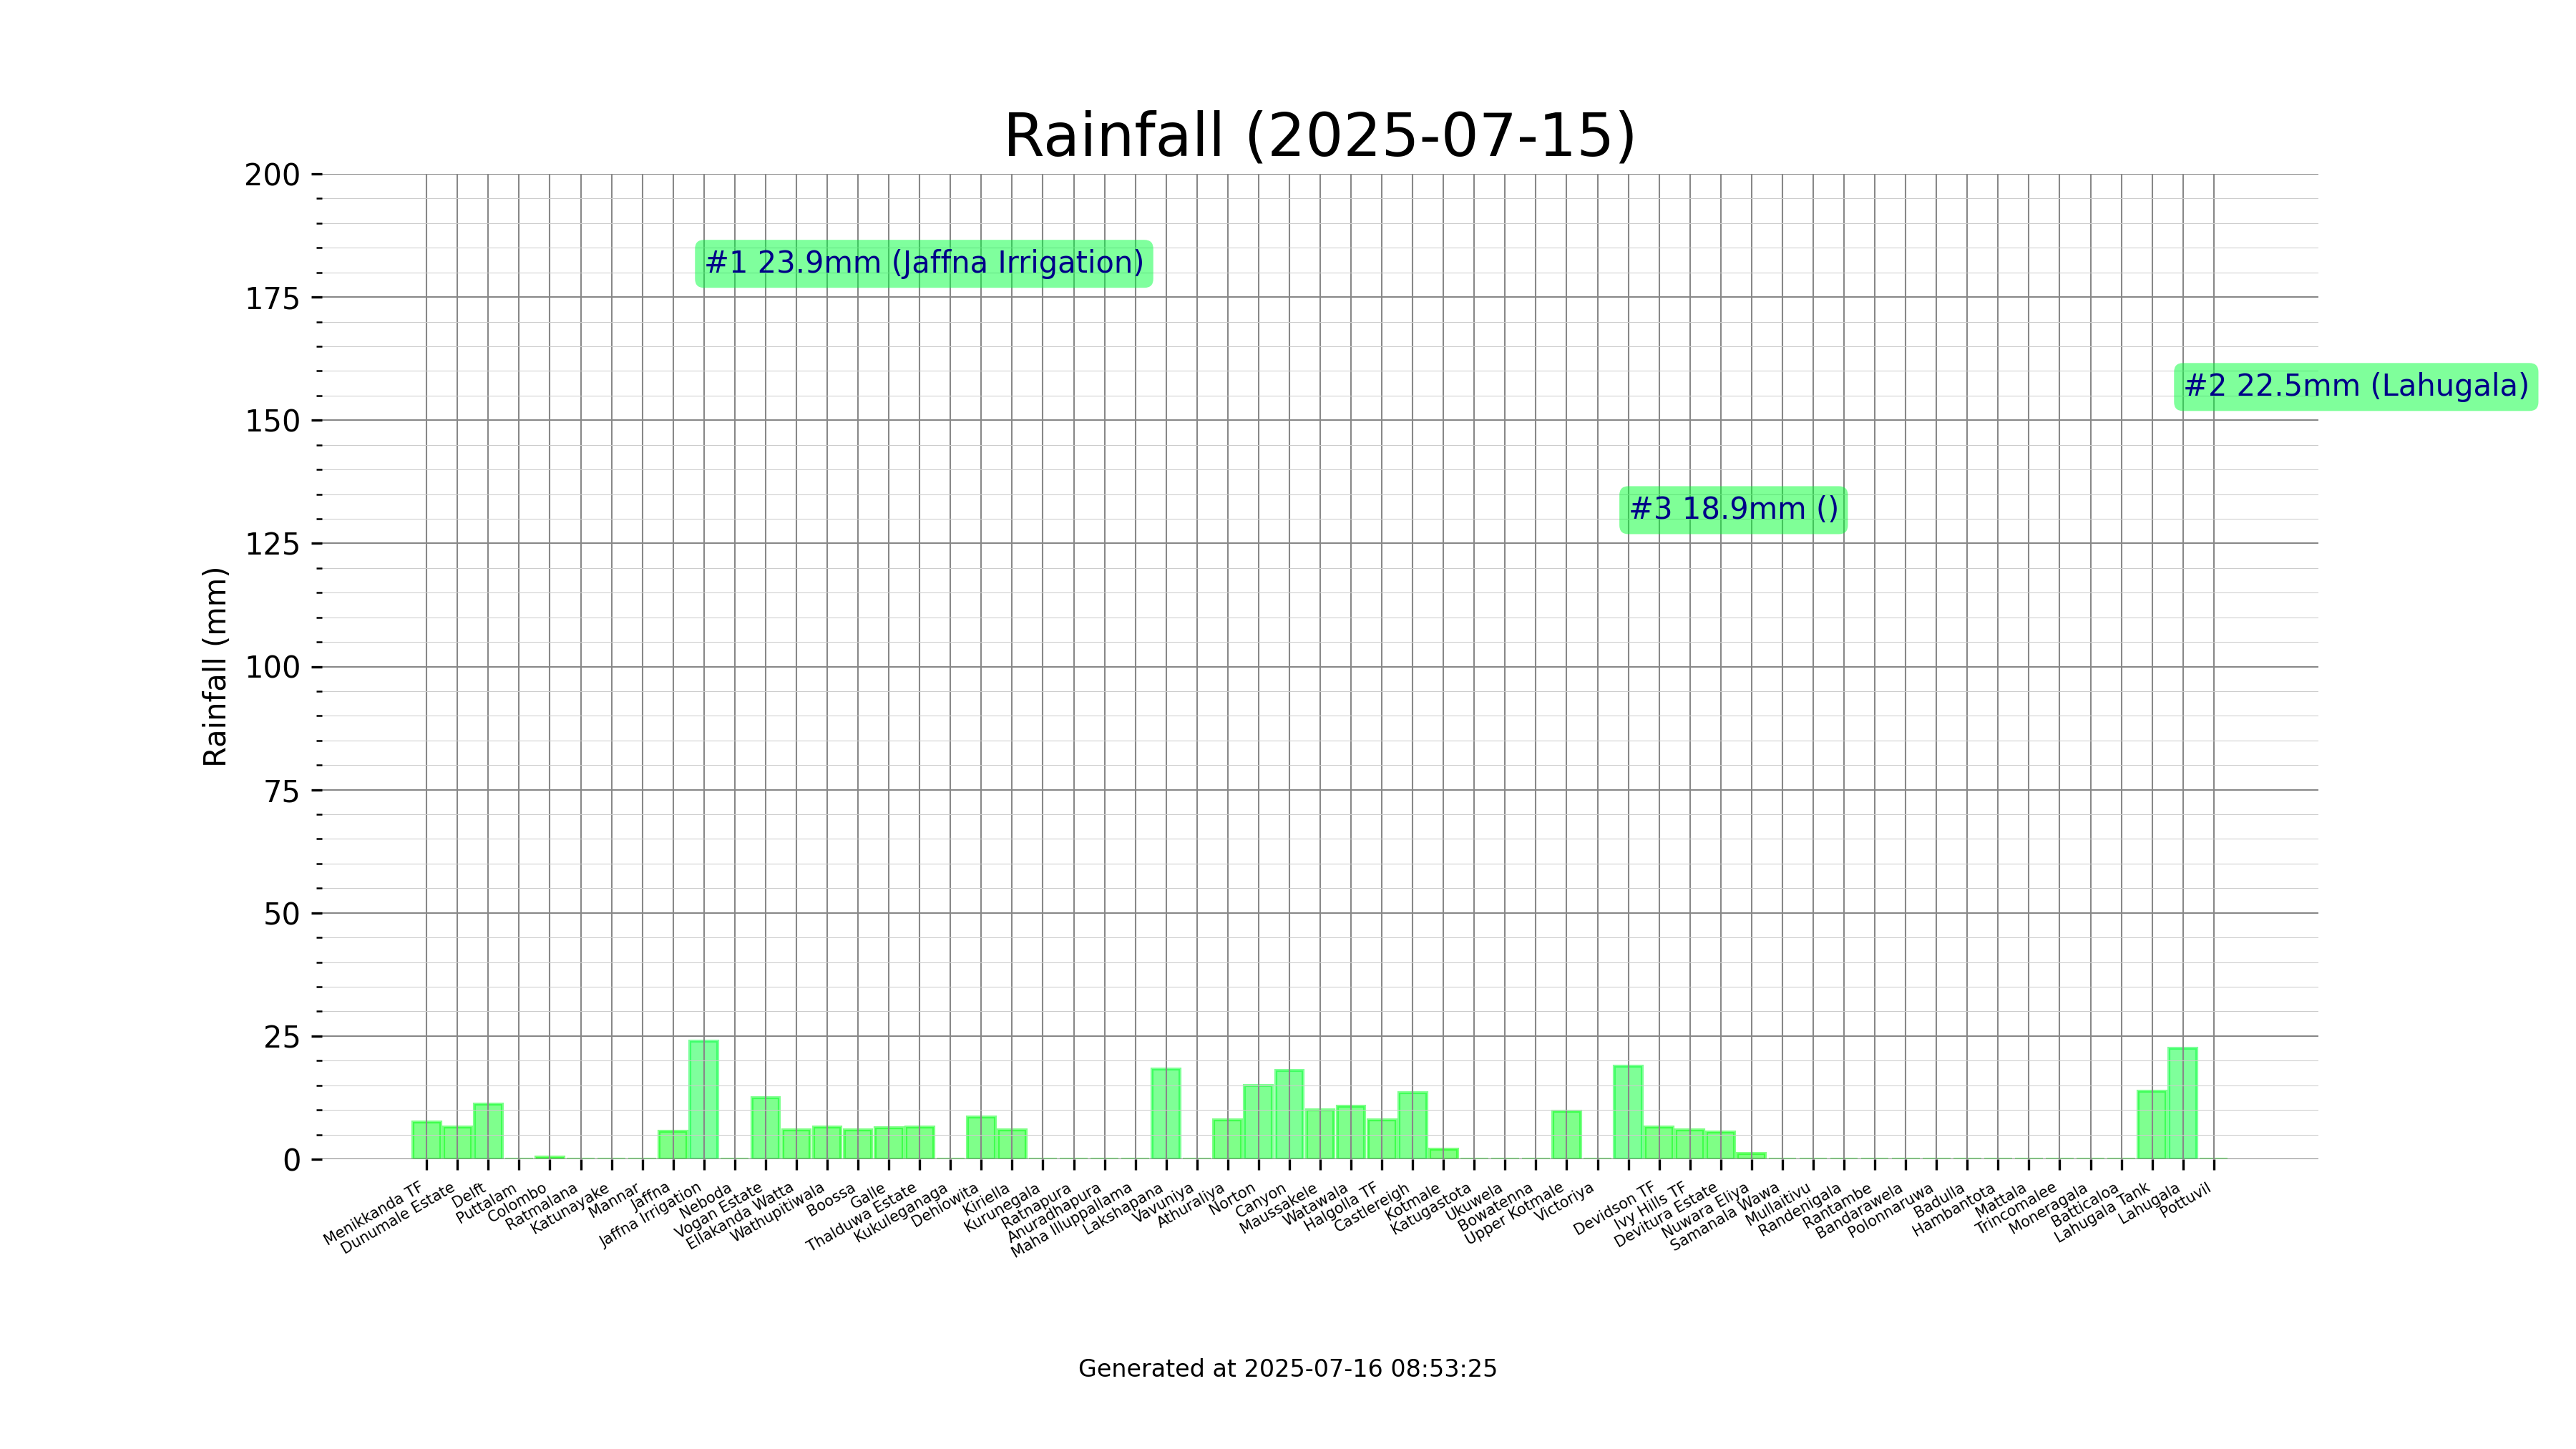 Rainfall (2025-07-15)
200
175
150
125
100
75
50
25
0
Rainfall (mm)
#1 23.9mm (Jaffna Irrigation)
#2 22.5mm (Lahugala)
#3 18.9mm ()
Menikkanda TF
Dunumale Estate
Delft
Puttalam
Colombo
Ratmalana
Katunayake
Mannar
Jaffna
Jaffna Irrigation
Neboda
Vogan Estate
Ellakanda Watta
Wathupitiwala
Boossa
Galle
Thalduwa Estate
Kukuleganaga
Dehiowita
Kiriella
Kurunegala
Ratnapura
Anuradhapura
Maha Illuppallama
Lakshapana
Vavuniya
Athuraliya
Norton
Canyon
Maussakele
Watawala
Halgolla TF
Castlereigh
Kotmale
Katugastota
Ukuwela
Bowatenna
Upper Kotmale
Victoriya
Devidson TF
Ivy Hills TF
Devitura Estate
Nuwara Eliya
Samanala Wawa
Mullaitivu
Randenigala
Rantambe
Bandarawela
Polonnaruwa
Badulla
Hambantota
Mattala
Trincomalee
Moneragala
Batticaloa
Lahugala Tank
Lahugala
Pottuvil
Generated at 2025-07-16 08:53:25